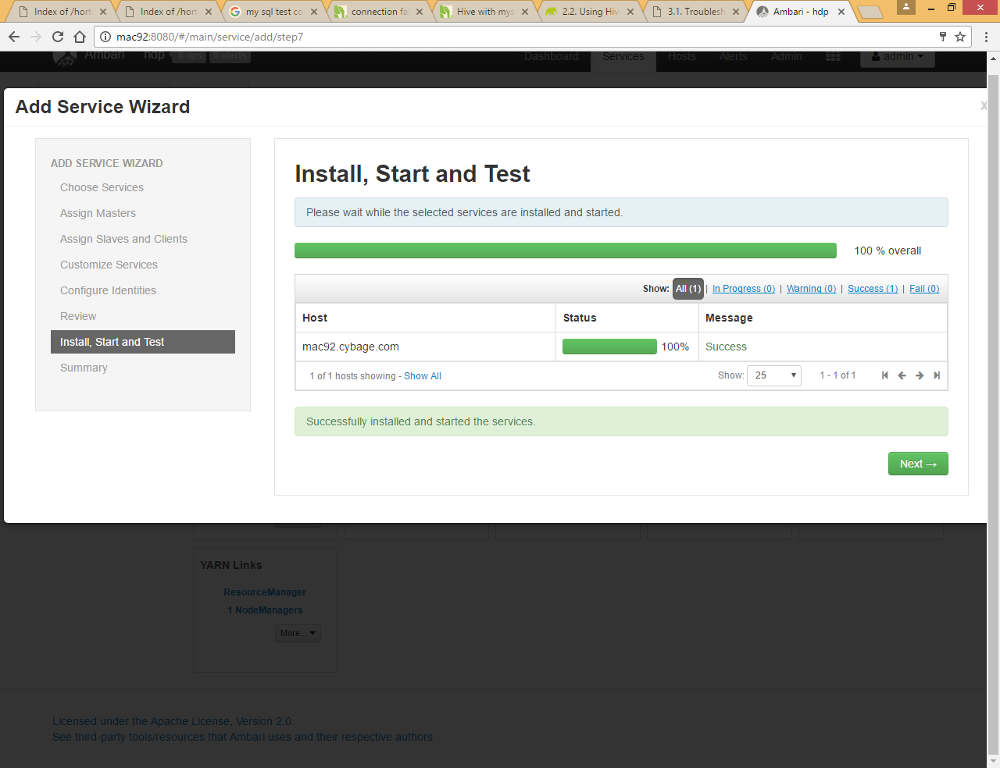 Index of /hort
Index of /hort
my sql test co
connection fai
Hive with mys
2.2. Using Hiv
3.1. Troublesh
Ambari - hdp
mac92:8080/#/main/service/add/step7
Ambari hdp 0 ops 0 alerts Dashboard Services Hosts Alerts Admin admin
Add Service Wizard
x
ADD SERVICE WIZARD
Choose Services
Assign Masters
Assign Slaves and Clients
Customize Services
Configure Identities
Review
Install, Start and Test
Summary
Install, Start and Test
Please wait while the selected services are installed and started.
100 % overall
Show: All (1) | In Progress (0) | Warning (0) | Success (1) | Fail (0)
Host Status Message
mac92.cybage.com 100% Success
1 of 1 hosts showing - Show All Show: 25 1 - 1 of 1
Successfully installed and started the services.
Next →
YARN Links
ResourceManager
1 NodeManagers
More...
Licensed under the Apache License, Version 2.0.
See third-party tools/resources that Ambari uses and their respective authors